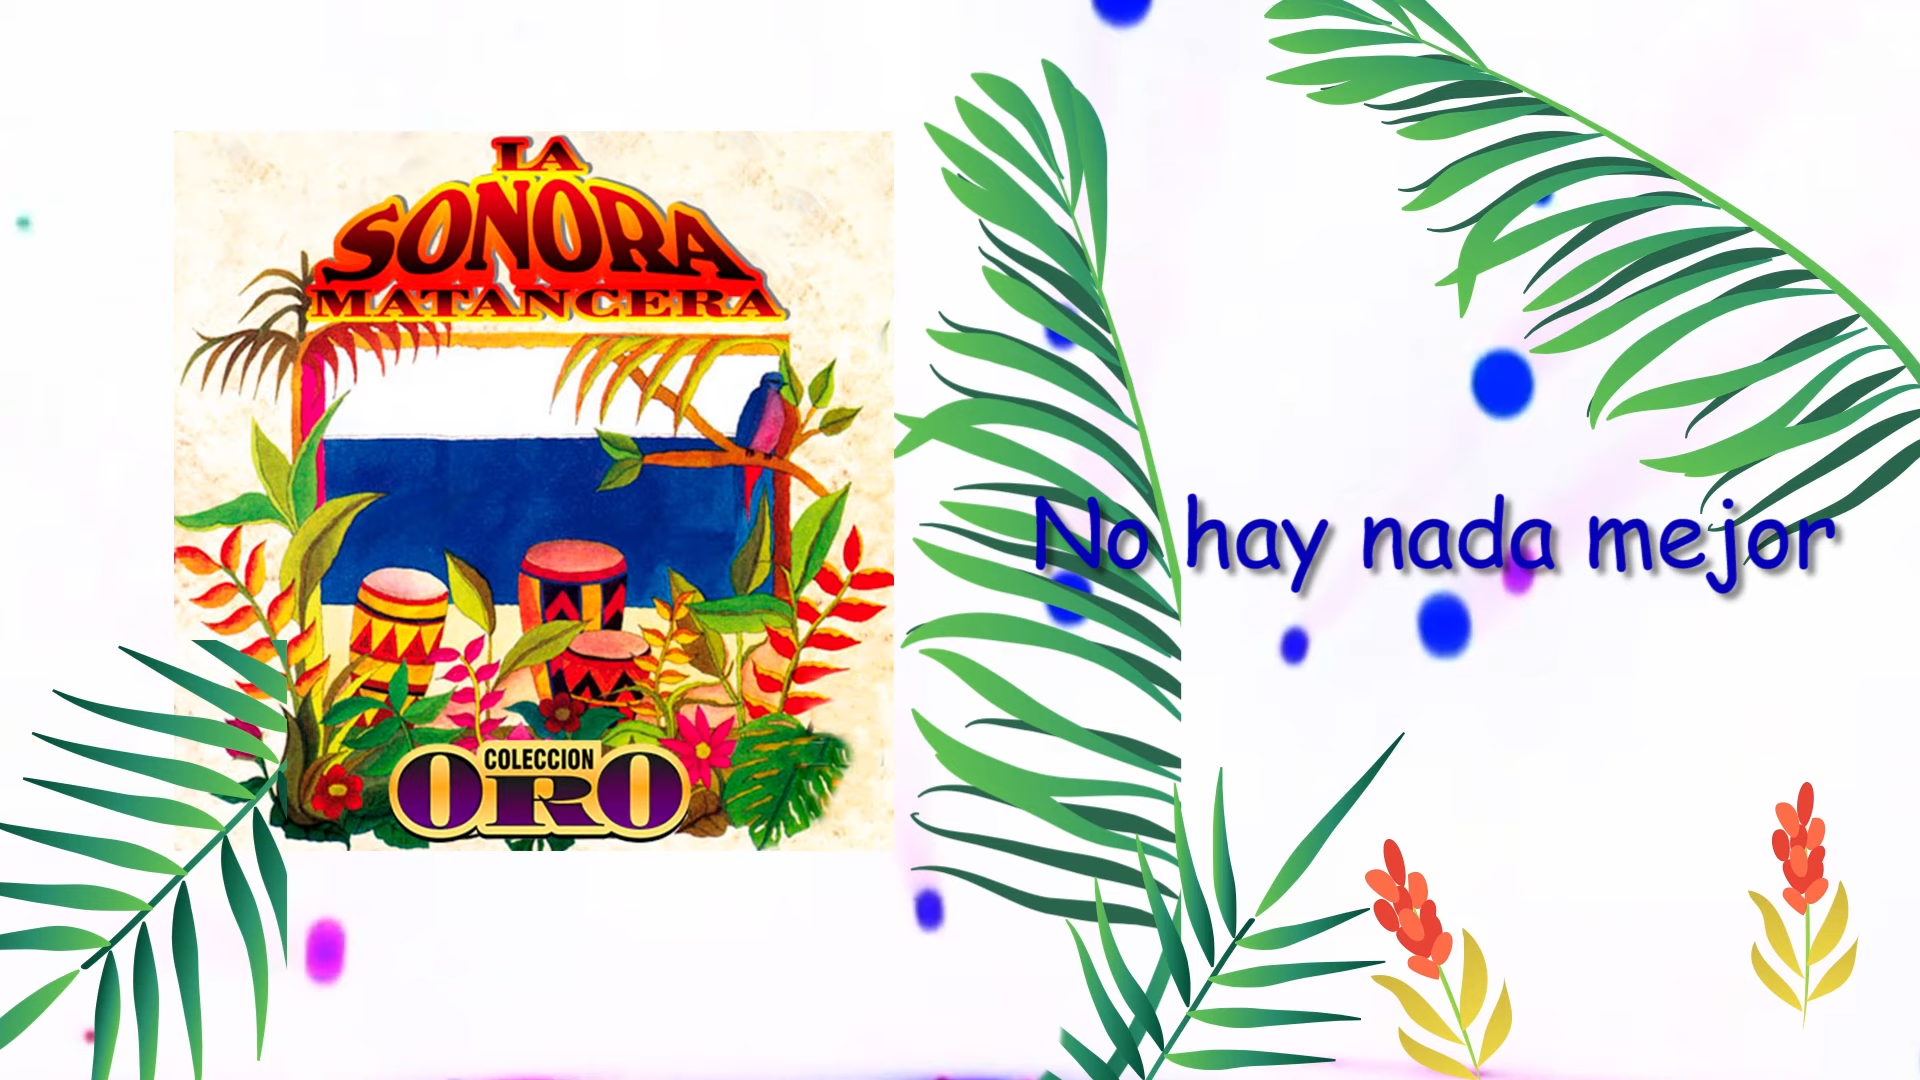 LA
SONORA
MATANCERA
COLECCION
ORO
No hay nada mejor